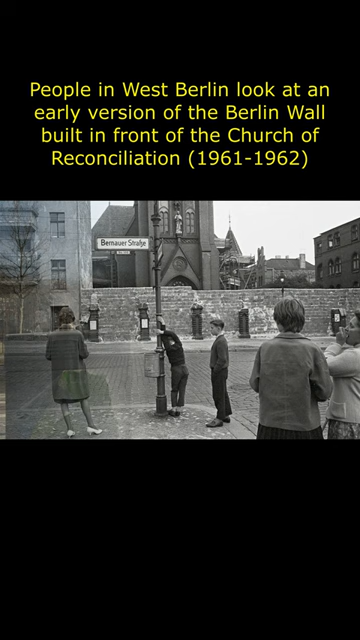 People in West Berlin look at an
early version of the Berlin Wall
built in front of the Church of
Reconciliation (1961-1962)
Bernauer Straße